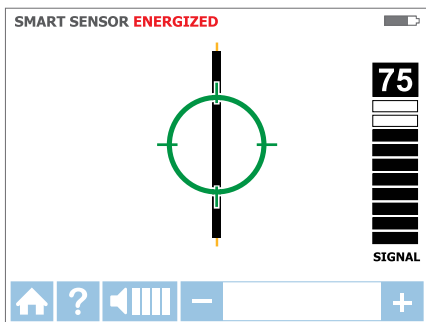 SMART SENSOR ENERGIZED
75
SIGNAL
?
− +